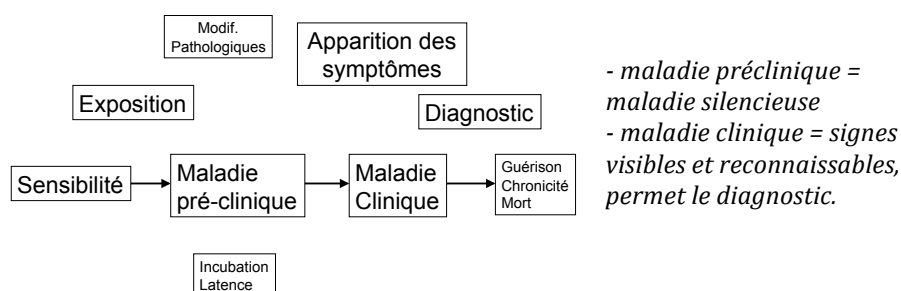 Modif.
Pathologiques
Apparition des
symptômes
Exposition
Diagnostic
Sensibilité
Maladie
pré-clinique
Maladie
Clinique
Guérison
Chronicité
Mort
Incubation
Latence
- maladie préclinique =
maladie silencieuse
- maladie clinique = signes
visibles et reconnaissables,
permet le diagnostic.